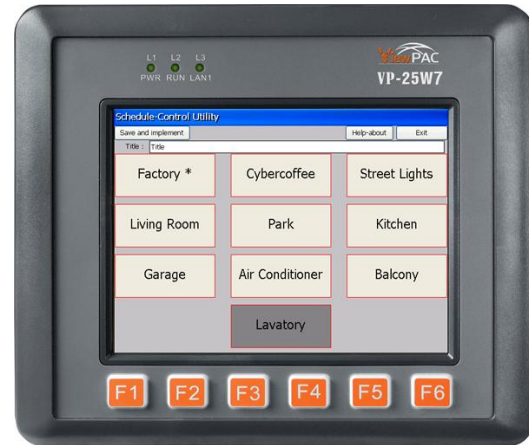 L1 L2 L3
PWR RUN LAN1
ViewPAC
VP-25W7
Schedule-Control Utility
Save and Implement Help-about Exit
Title : Title
Factory * Cybercoffee Street Lights
Living Room Park Kitchen
Garage Air Conditioner Balcony
Lavatory
F1 F2 F3 F4 F5 F6